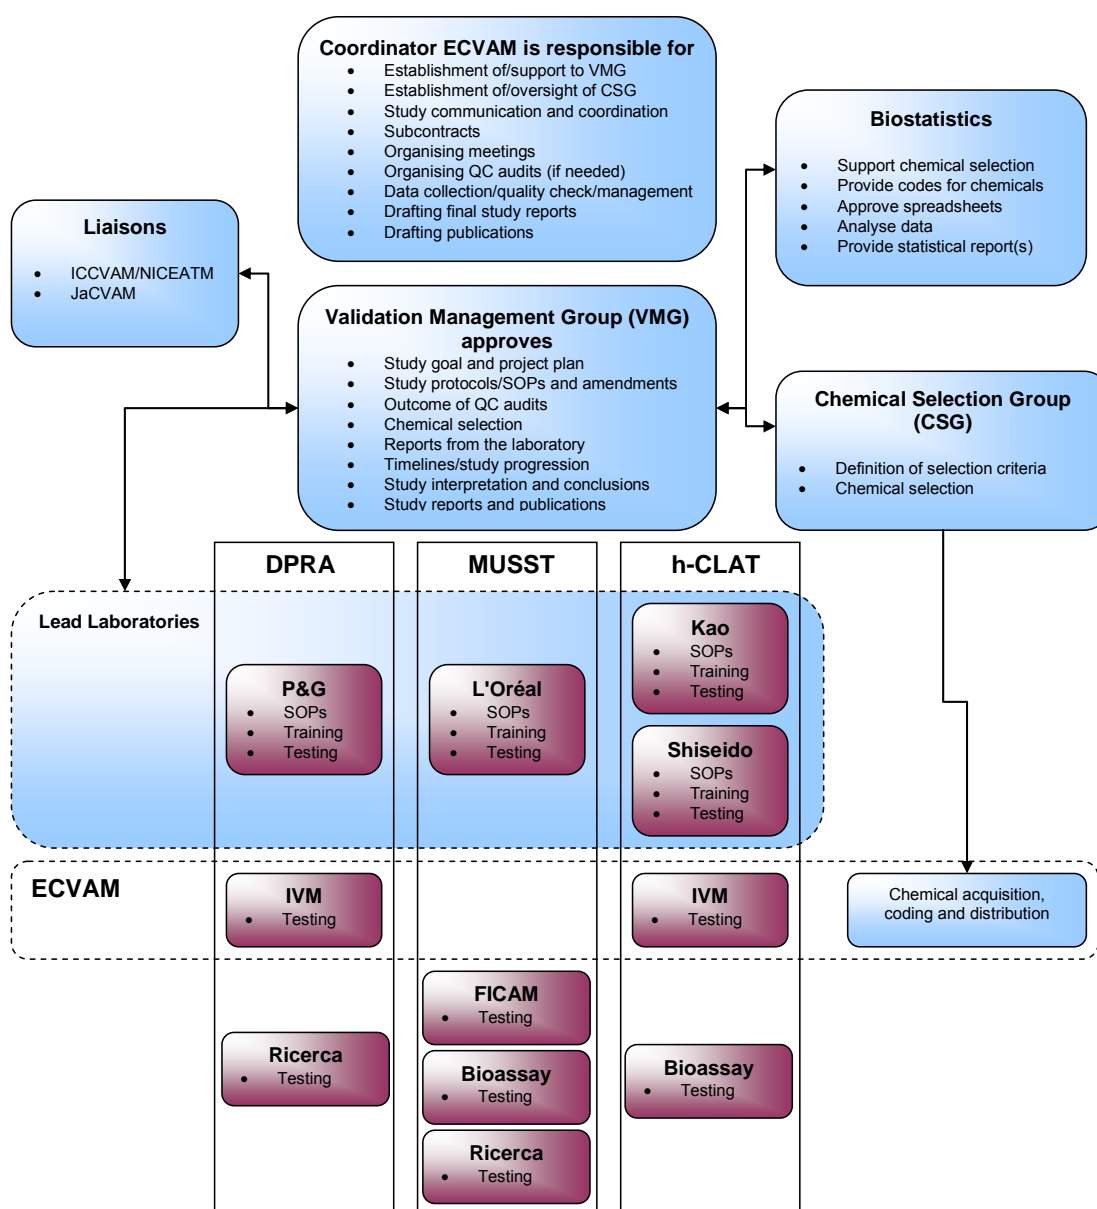 Coordinator ECVAM is responsible for
• Establishment of/support to VMG
• Establishment of/oversight of CSG
• Study communication and coordination
• Subcontracts
• Organising meetings
• Organising QC audits (if needed)
• Data collection/quality check/management
• Drafting final study reports
• Drafting publications
Biostatistics
• Support chemical selection
• Provide codes for chemicals
• Approve spreadsheets
• Analyse data
• Provide statistical report(s)
Liaisons
• ICCVAM/NICEATM
• JaCVAM
Validation Management Group (VMG)
approves
• Study goal and project plan
• Study protocols/SOPs and amendments
• Outcome of QC audits
• Chemical selection
• Reports from the laboratory
• Timelines/study progression
• Study interpretation and conclusions
• Study reports and publications
Chemical Selection Group
(CSG)
• Definition of selection criteria
• Chemical selection
DPRA
MUSST
h-CLAT
Lead Laboratories
P&G
• SOPs
• Training
• Testing
L'Oréal
• SOPs
• Training
• Testing
Kao
• SOPs
• Training
• Testing
Shiseido
• SOPs
• Training
• Testing
ECVAM
IVM
• Testing
IVM
• Testing
Chemical acquisition,
coding and distribution
Ricerca
• Testing
FICAM
• Testing
Bioassay
• Testing
Ricerca
• Testing
Bioassay
• Testing